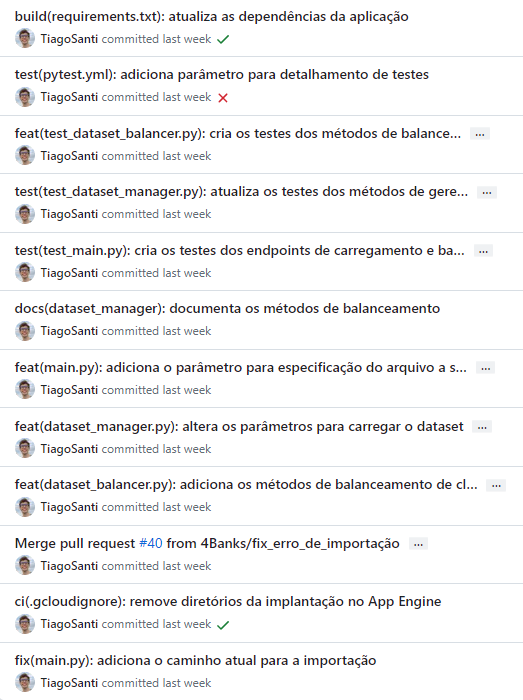 build(requirements.txt): atualiza as dependências da aplicação
TiagoSanti committed last week
test(pytest.yml): adiciona parâmetro para detalhamento de testes
TiagoSanti committed last week
feat(test_dataset_balancer.py): cria os testes dos métodos de balance... ...
TiagoSanti committed last week
test(test_dataset_manager.py): atualiza os testes dos métodos de gere... ...
TiagoSanti committed last week
test(test_main.py): cria os testes dos endpoints de carregamento e ba... ...
TiagoSanti committed last week
docs(dataset_manager): documenta os métodos de balanceamento
TiagoSanti committed last week
feat(main.py): adiciona o parâmetro para especificação do arquivo a s... ...
TiagoSanti committed last week
feat(dataset_manager.py): altera os parâmetros para carregar o dataset ...
TiagoSanti committed last week
feat(dataset_balancer.py): adiciona os métodos de balanceamento de cl... ...
TiagoSanti committed last week
Merge pull request #40 from 4Banks/fix_erro_de_importação ...
TiagoSanti committed last week
ci(.gcloudignore): remove diretórios da implantação no App Engine
TiagoSanti committed last week
fix(main.py): adiciona o caminho atual para a importação
TiagoSanti committed last week